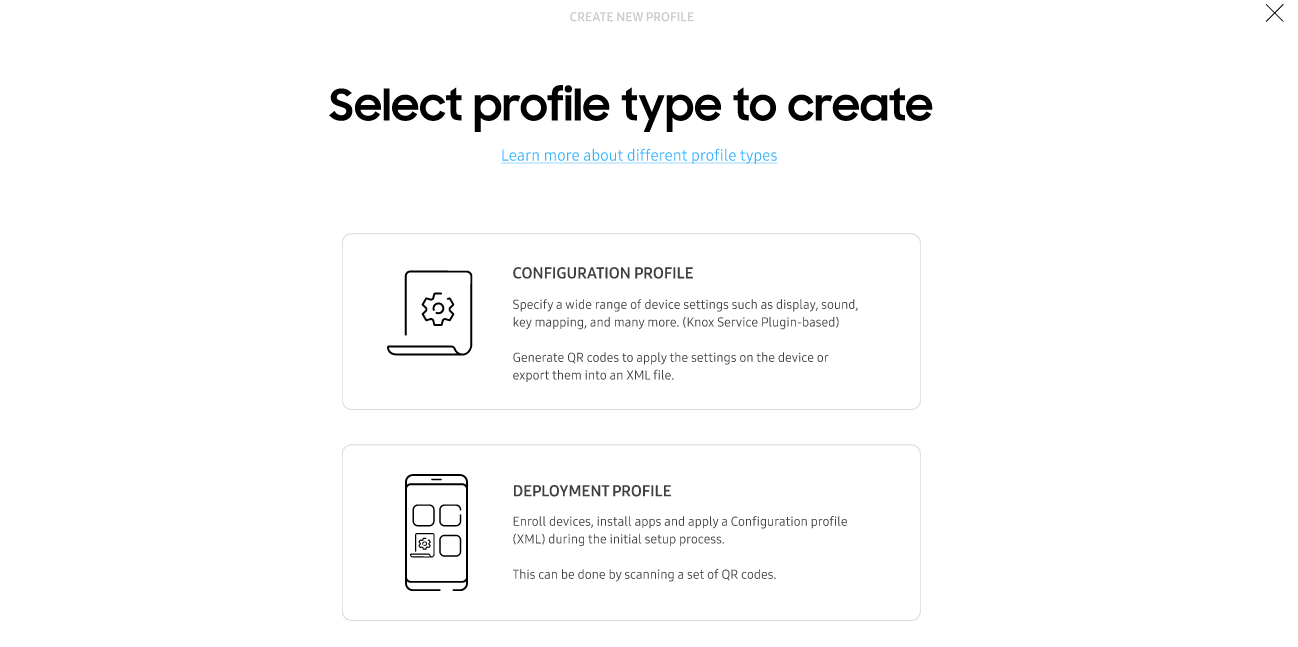 CREATE NEW PROFILE
Select profile type to create
Learn more about different profile types
CONFIGURATION PROFILE
Specify a wide range of device settings such as display, sound,
key mapping, and many more. (Knox Service Plugin-based)
Generate QR codes to apply the settings on the device or
export them into an XML file.
DEPLOYMENT PROFILE
Enroll devices, install apps and apply a Configuration profile
(XML) during the initial setup process.
This can be done by scanning a set of QR codes.